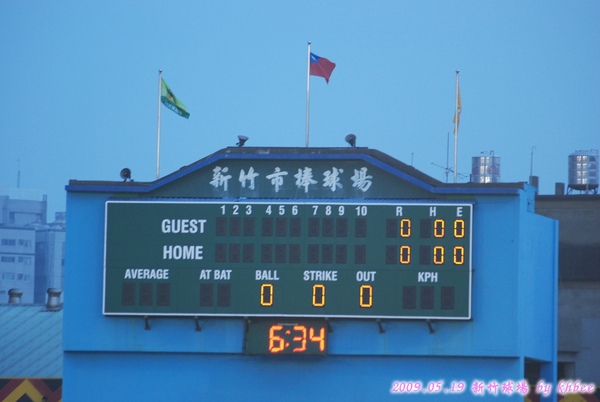 新竹市棒球場
1 2 3 4 5 6 7 8 9 10 R H E
GUEST 0 0 0
HOME 0 0 0
AVERAGE AT BAT BALL STRIKE OUT KPH
0 0 0
6:34
2009.05.19 新竹球場 by khbee